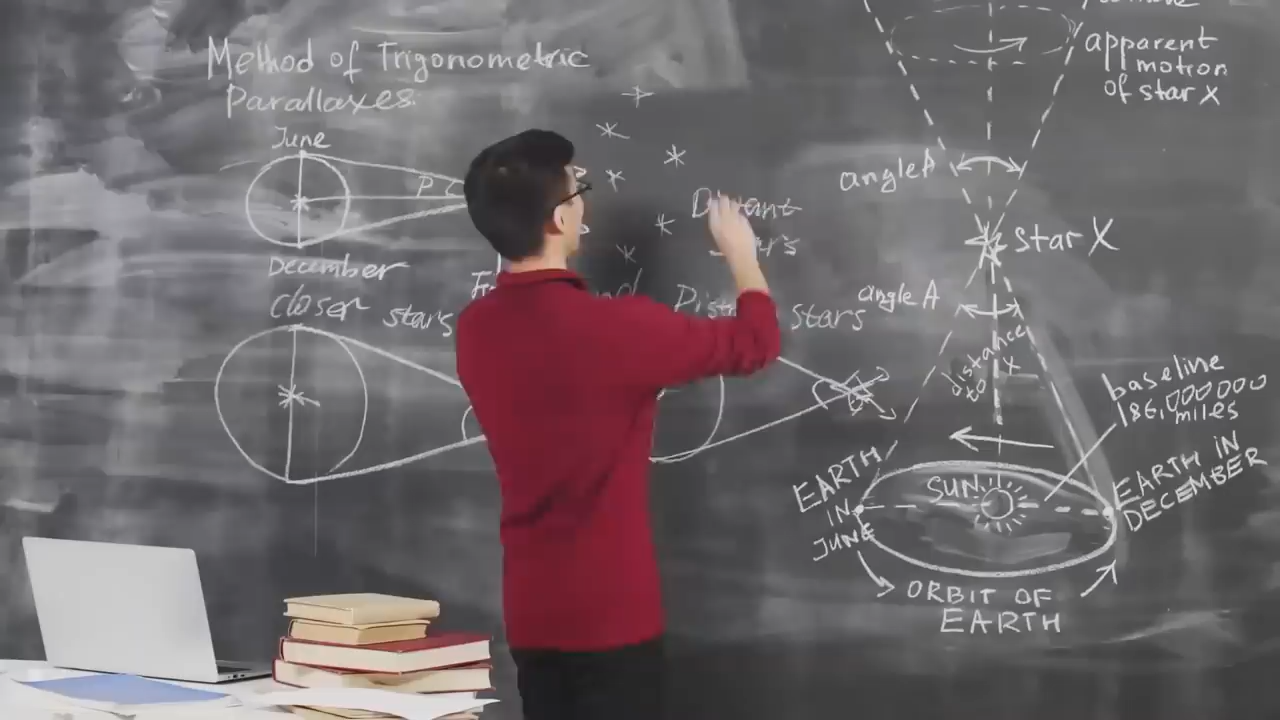 Method of Trigonometric
Parallaxes:
June
P
December
closer stars
stars
apparent
motion
of star X
angle A
star X
angle A
distance
to X
baseline
186,000,000
miles
EARTH
IN
JUNE
SUN
EARTH IN
DECEMBER
ORBIT OF
EARTH